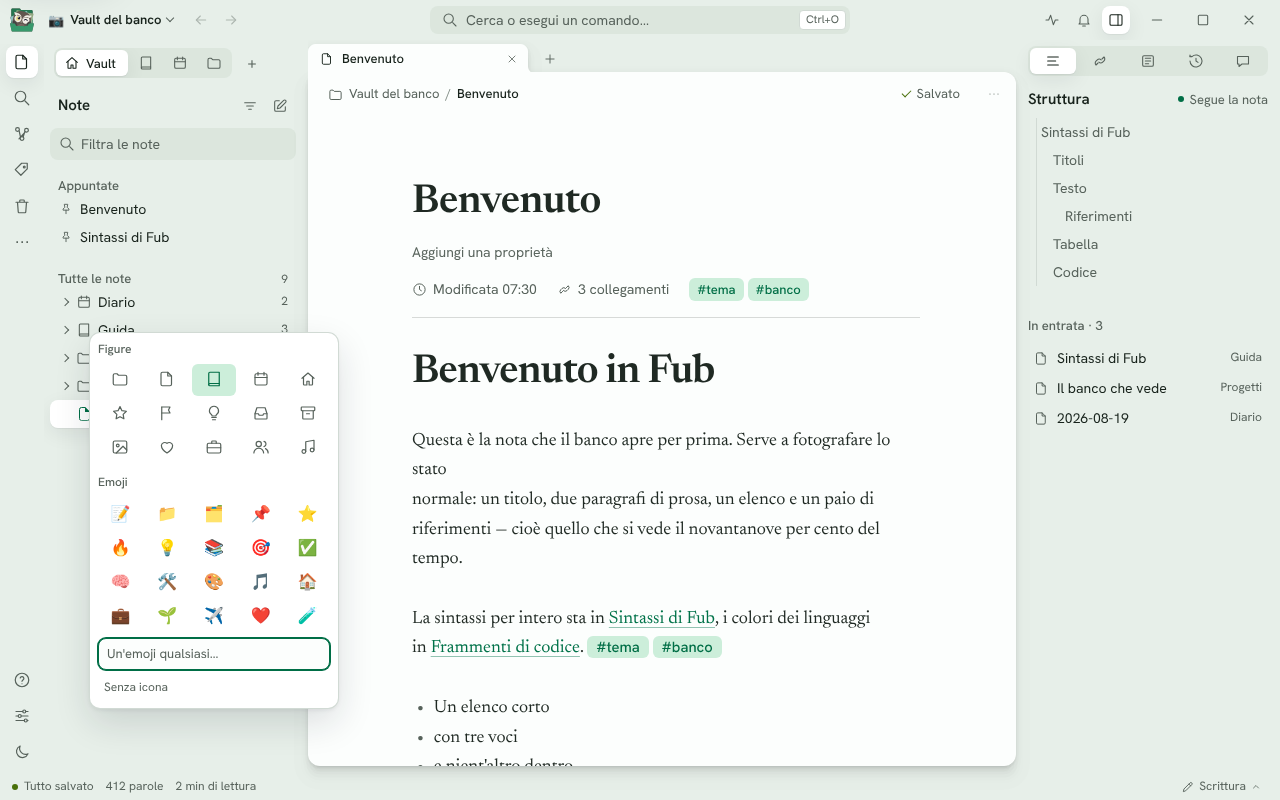 Vault del banco
Cerca o esegui un comando...
Ctrl+O
Vault
Note
Filtra le note
Appuntate
Benvenuto
Sintassi di Fub
Tutte le note 9
Diario 2
Guida 3
Figure
Emoji
Un'emoji qualsiasi...
Senza icona
Benvenuto
Vault del banco / Benvenuto
Salvato
Benvenuto
Aggiungi una proprietà
Modificata 07:30 3 collegamenti #tema #banco
Benvenuto in Fub
Questa è la nota che il banco apre per prima. Serve a fotografare lo
stato
normale: un titolo, due paragrafi di prosa, un elenco e un paio di
riferimenti — cioè quello che si vede il novantanove per cento del
tempo.
La sintassi per intero sta in Sintassi di Fub, i colori dei linguaggi
in Frammenti di codice. #tema #banco
• Un elenco corto
• con tre voci
• e nient'altro dentro
Struttura
Segue la nota
Sintassi di Fub
Titoli
Testo
Riferimenti
Tabella
Codice
In entrata · 3
Sintassi di Fub Guida
Il banco che vede Progetti
2026-08-19 Diario
Tutto salvato 412 parole 2 min di lettura
Scrittura